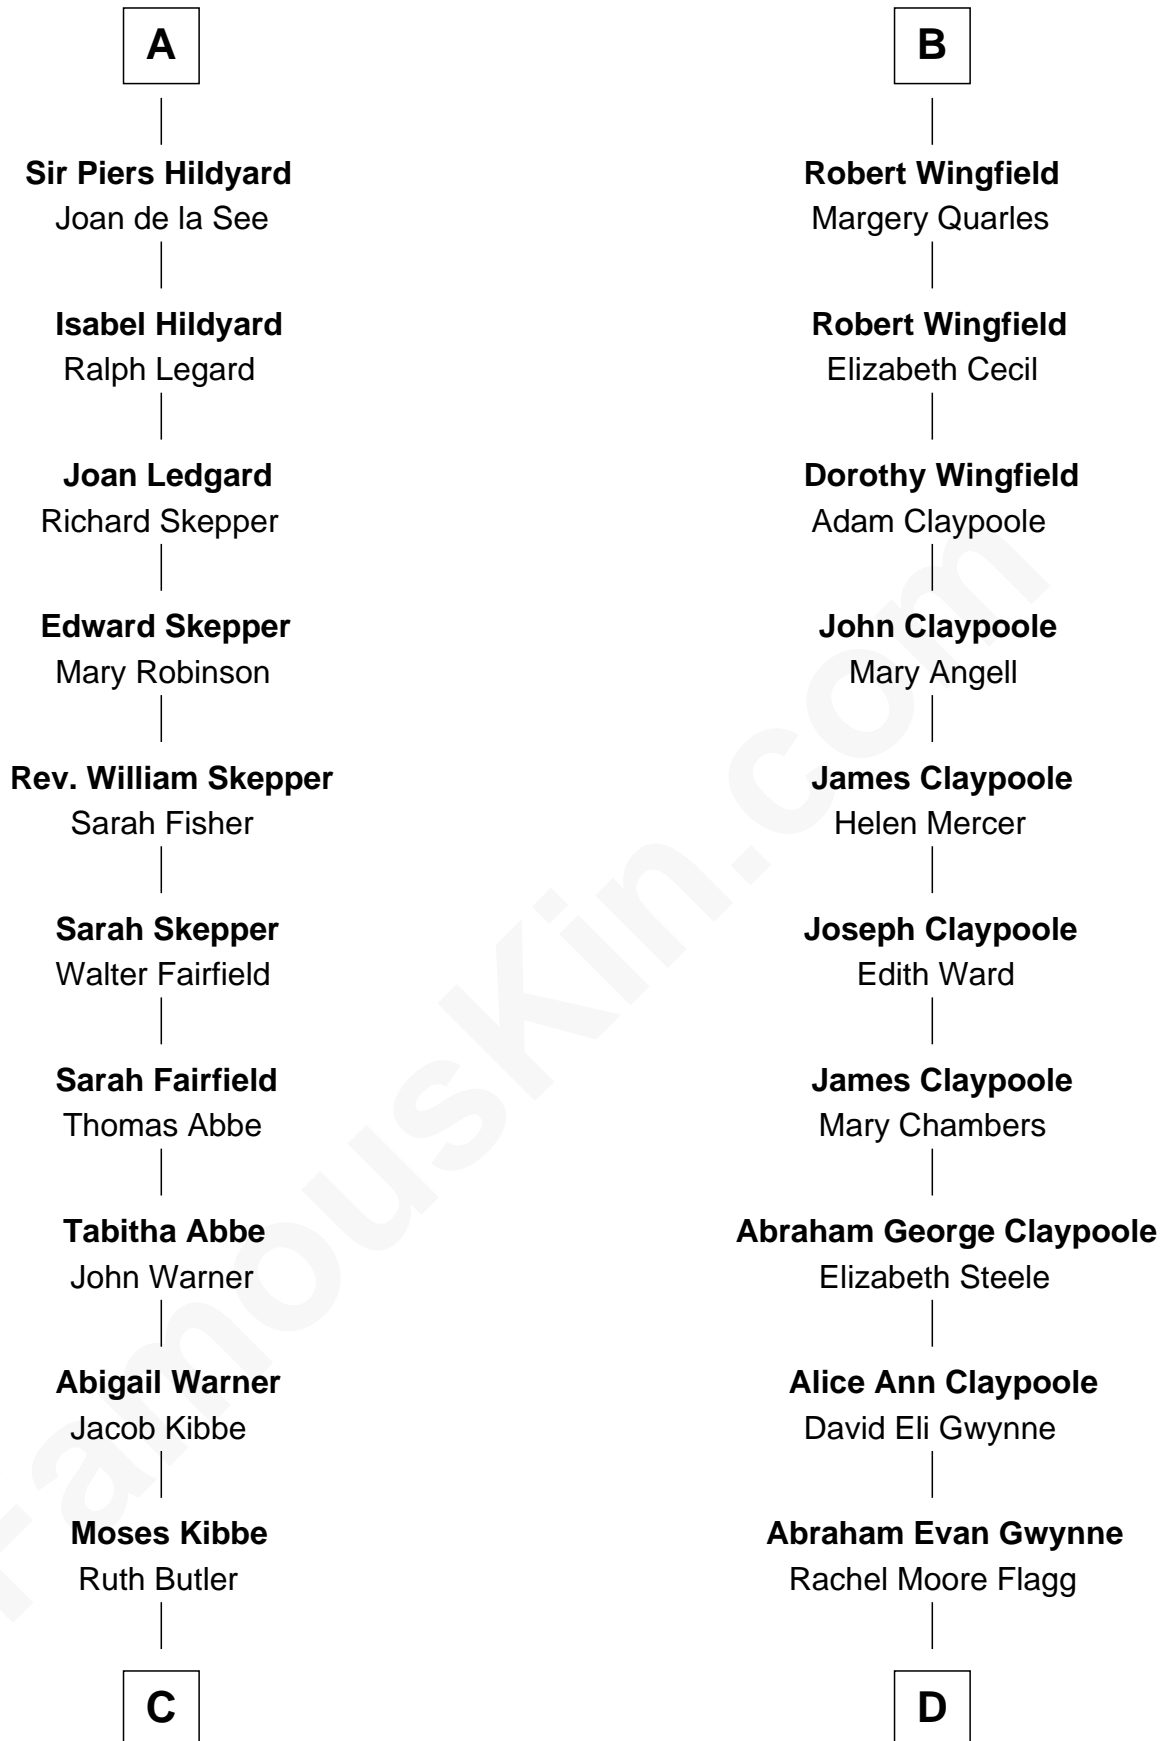 A
Sir Piers Hildyard
Joan de la See
Isabel Hildyard
Ralph Legard
Joan Ledgard
Richard Skepper
Edward Skepper
Mary Robinson
Rev. William Skepper
Sarah Fisher
Sarah Skepper
Walter Fairfield
Sarah Fairfield
Thomas Abbe
Tabitha Abbe
John Warner
Abigail Warner
Jacob Kibbe
Moses Kibbe
Ruth Butler
C
B
Robert Wingfield
Margery Quarles
Robert Wingfield
Elizabeth Cecil
Dorothy Wingfield
Adam Claypoole
John Claypoole
Mary Angell
James Claypoole
Helen Mercer
Joseph Claypoole
Edith Ward
James Claypoole
Mary Chambers
Abraham George Claypoole
Elizabeth Steele
Alice Ann Claypoole
David Eli Gwynne
Abraham Evan Gwynne
Rachel Moore Flagg
D
FamousKin.com